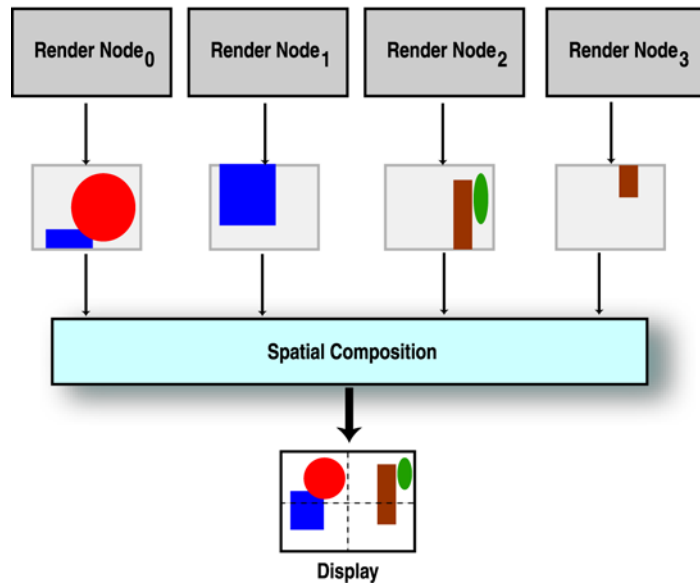 Render Node0
Render Node1
Render Node2
Render Node3
Spatial Composition
Display